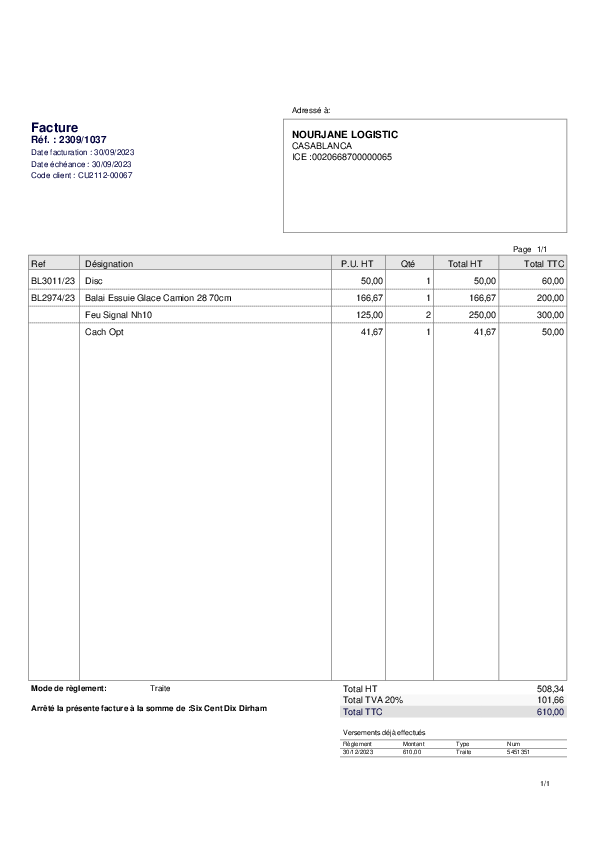 Adressé à:
Facture
Réf. : 2309/1037
Date facturation : 30/09/2023
Date échéance : 30/09/2023
Code client : CU2112-00067
NOURJANE LOGISTIC
CASABLANCA
ICE :0020668700000065
Page 1/1
Ref Désignation P.U. HT Qté Total HT Total TTC
BL3011/23 Disc 50,00 1 50,00 60,00
BL2974/23 Balai Essuie Glace Camion 28 70cm 166,67 1 166,67 200,00
Feu Signal Nh10 125,00 2 250,00 300,00
Cach Opt 41,67 1 41,67 50,00
Mode de règlement: Traite
Arrêté la présente facture à la somme de :Six Cent Dix Dirham
Total HT 508,34
Total TVA 20% 101,66
Total TTC 610,00
Versements déjà effectués
Règlement Montant Type Num
30/12/2023 610,00 Traite 5451351
1/1